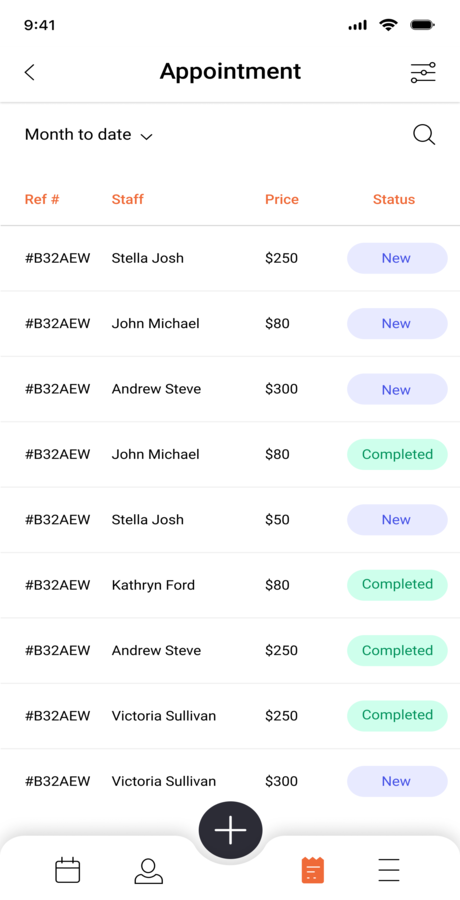 9:41
Appointment
Month to date
Ref # Staff Price Status
#B32AEW Stella Josh $250 New
#B32AEW John Michael $80 New
#B32AEW Andrew Steve $300 New
#B32AEW John Michael $80 Completed
#B32AEW Stella Josh $50 New
#B32AEW Kathryn Ford $80 Completed
#B32AEW Andrew Steve $250 Completed
#B32AEW Victoria Sullivan $250 Completed
#B32AEW Victoria Sullivan $300 New